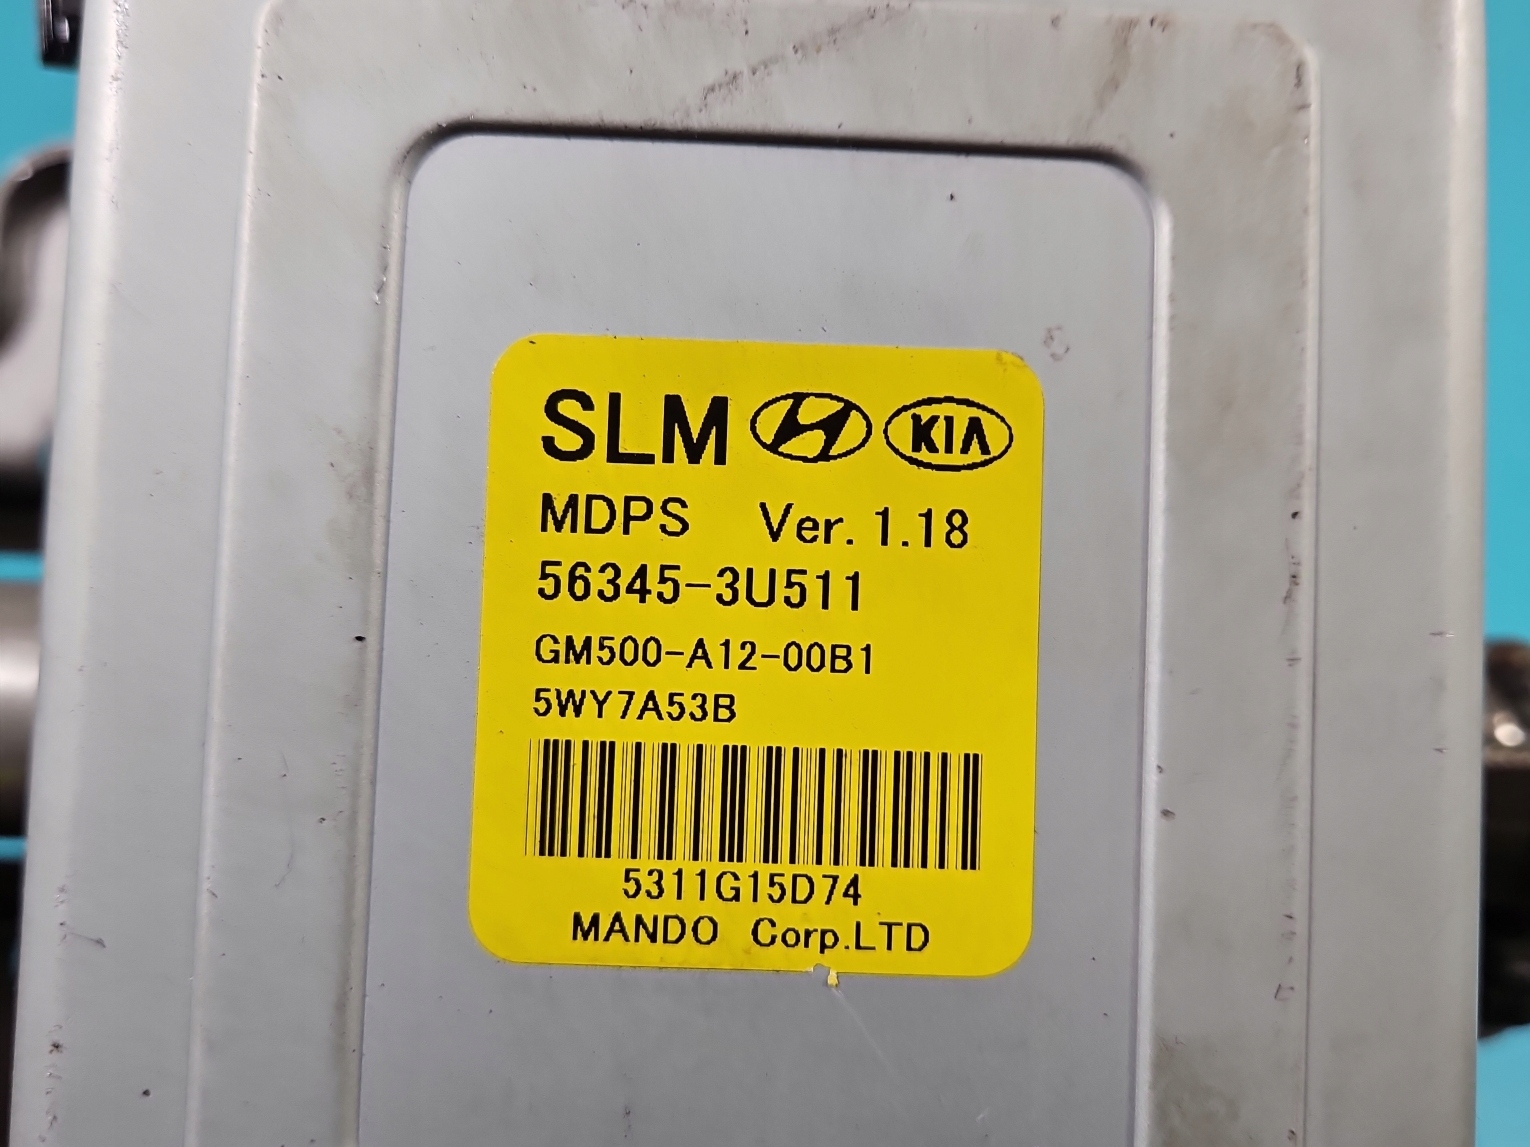 SLM KIA
MDPS Ver. 1.18
56345-3U511
GM500-A12-00B1
5WY7A53B
5311G15D74
MANDO Corp.LTD